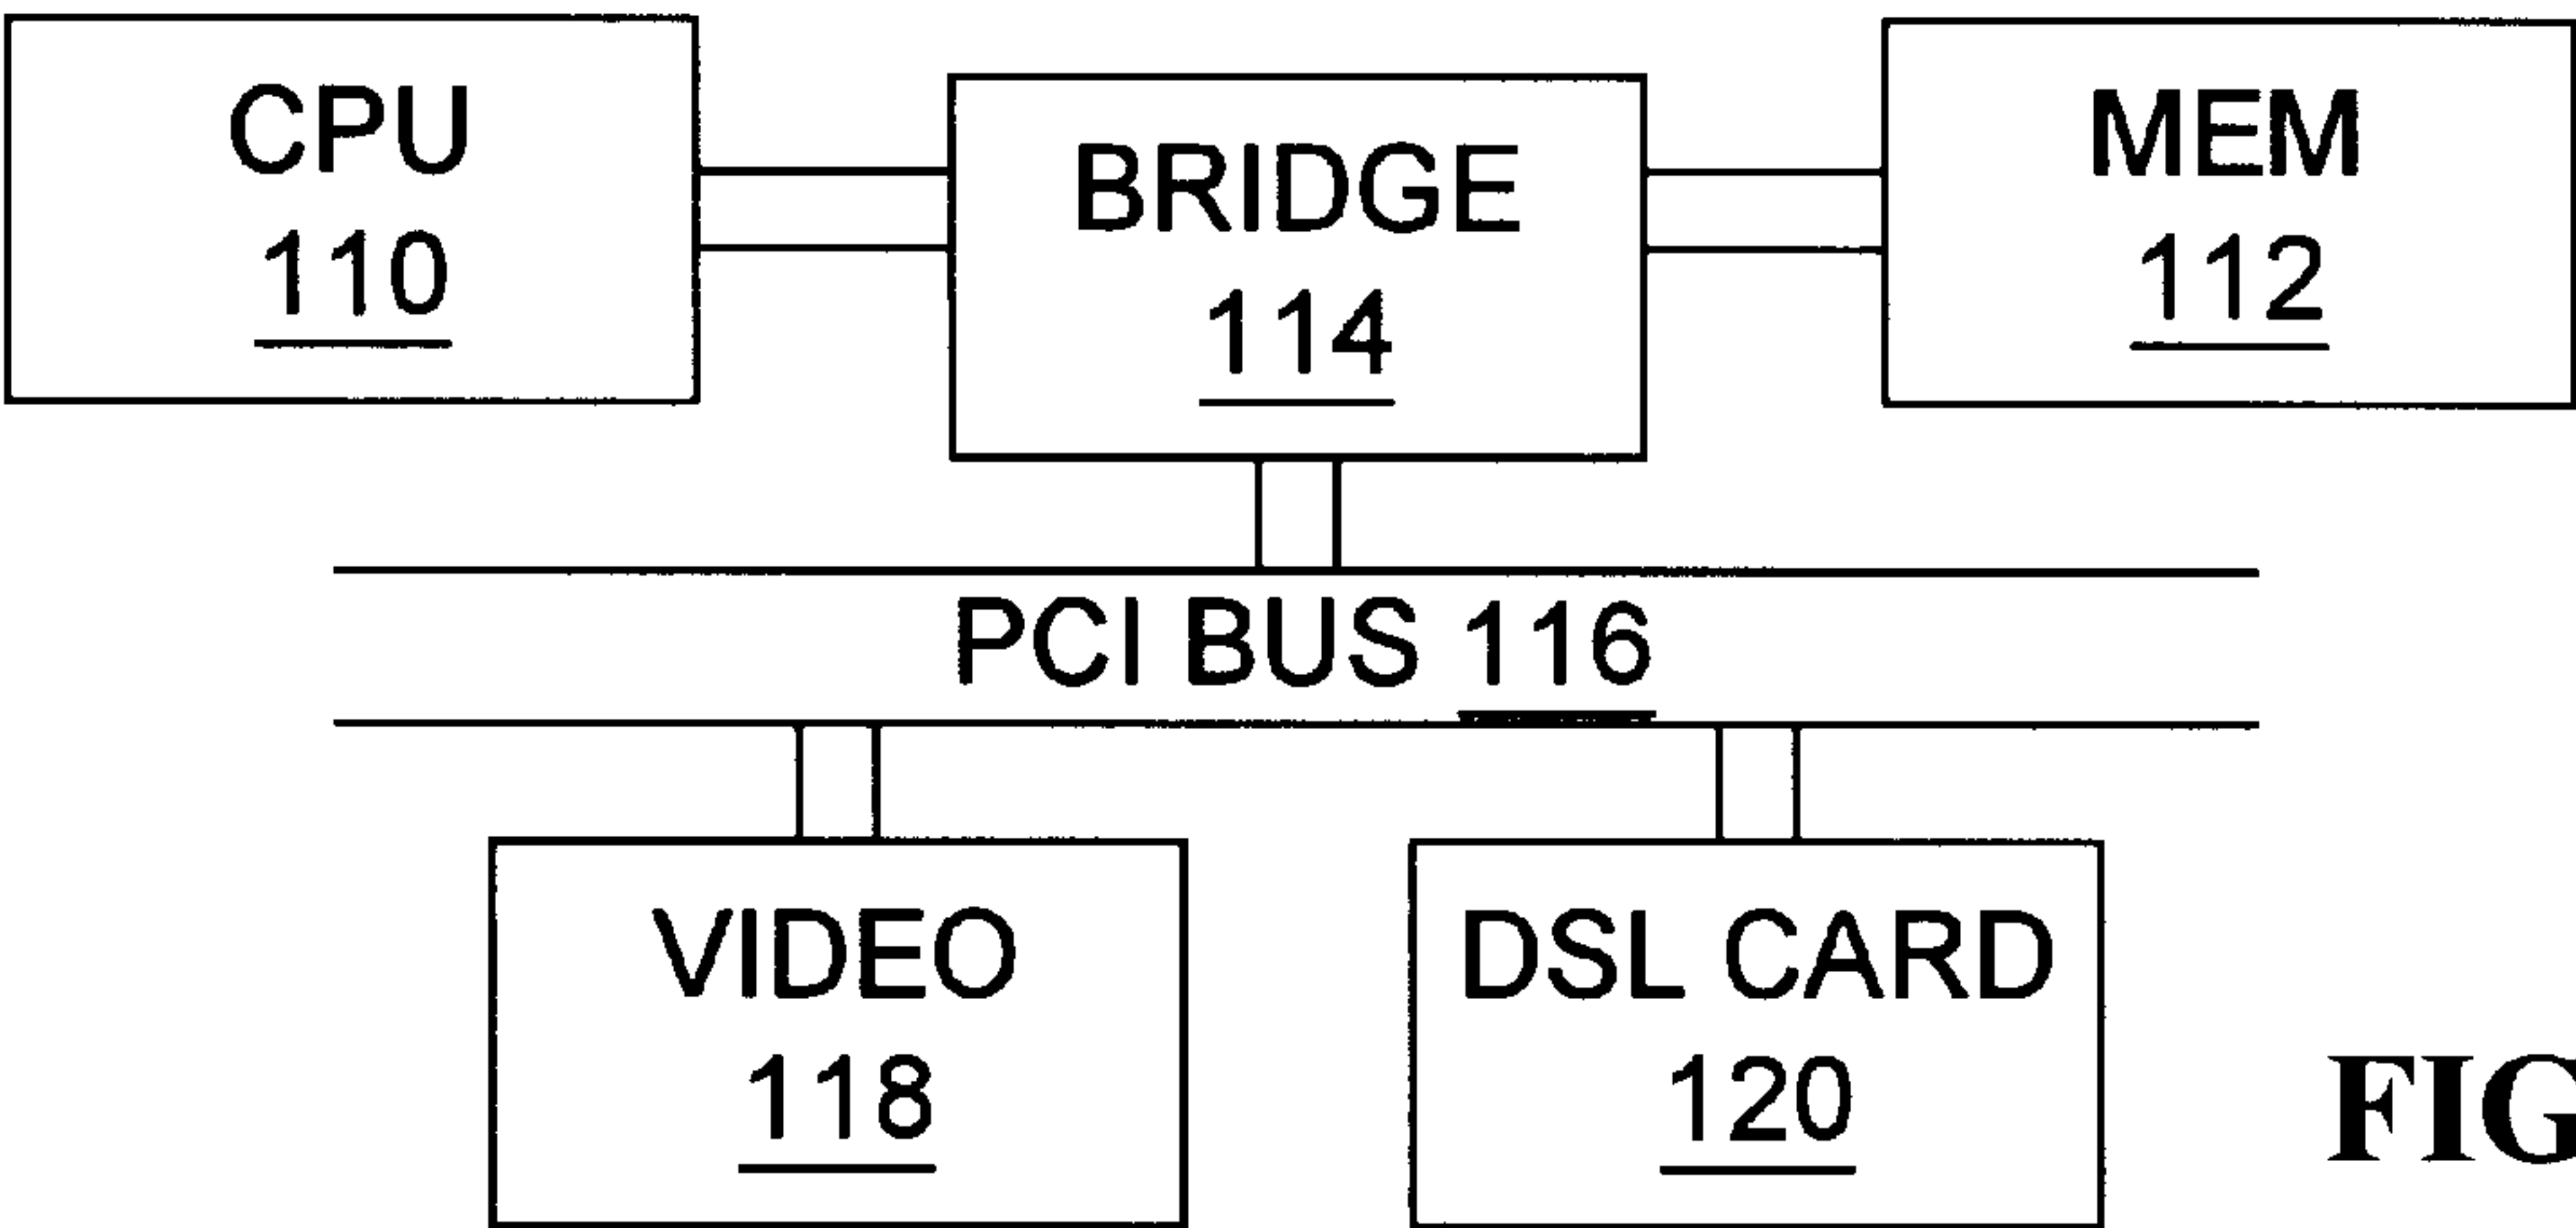 CPU
110
BRIDGE
114
MEM
112
PCI BUS 116
VIDEO
118
DSL CARD
120
FIG